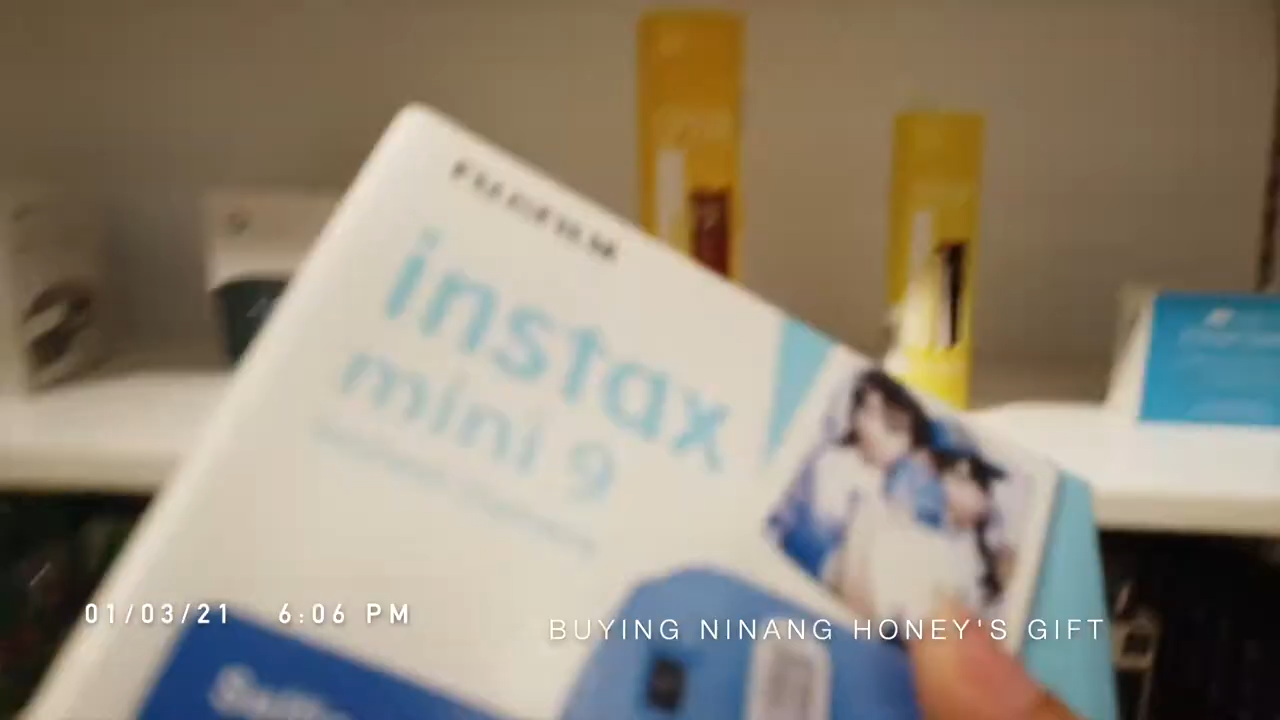 FUJIFILM
instax
mini 9
01/03/21 6:06 PM
BUYING NINANG HONEY'S GIFT